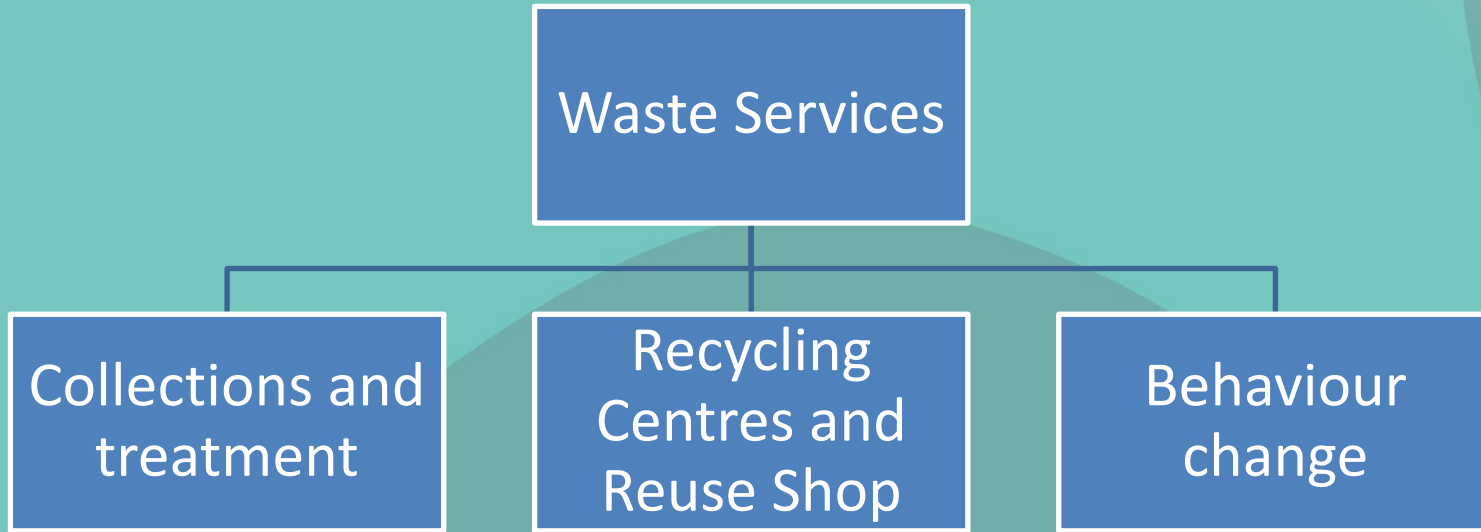 Waste Services
Collections and
treatment
Recycling
Centres and
Reuse Shop
Behaviour
change